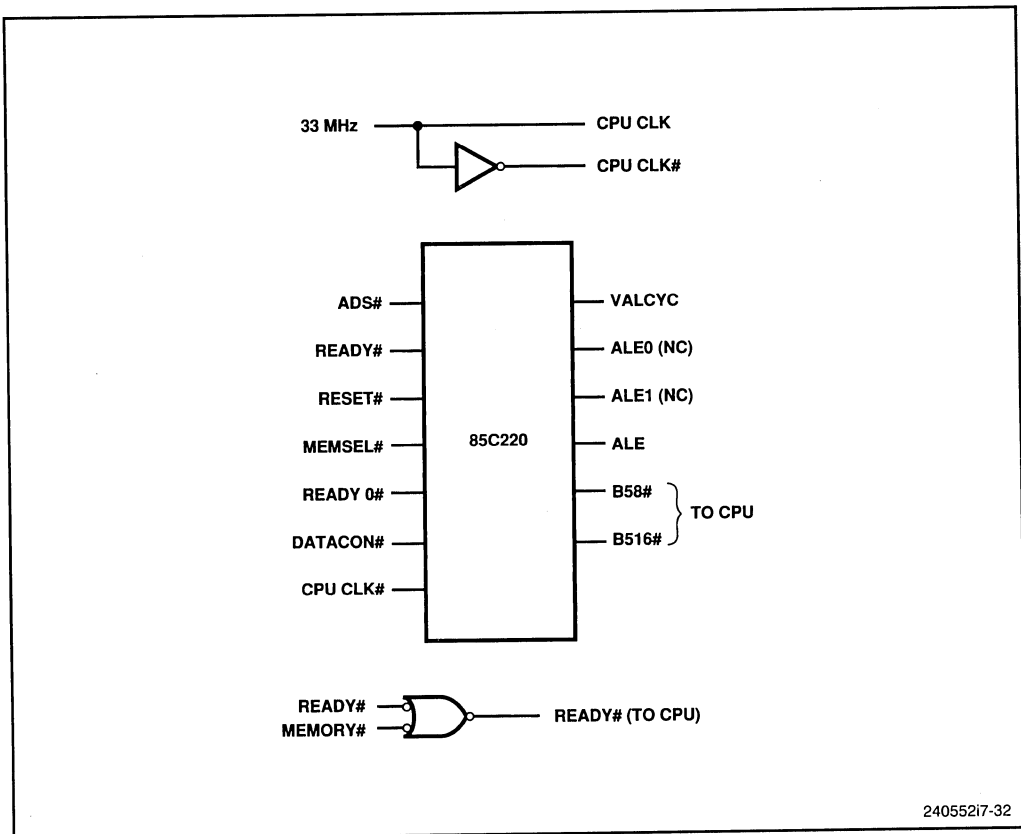 33 MHz
CPU CLK
CPU CLK#
ADS#
READY#
RESET#
MEMSEL#
READY 0#
DATACON#
CPU CLK#
85C220
VALCYC
ALE0 (NC)
ALE1 (NC)
ALE
B58#
B516#
TO CPU
READY#
MEMORY#
READY# (TO CPU)
240552i7-32